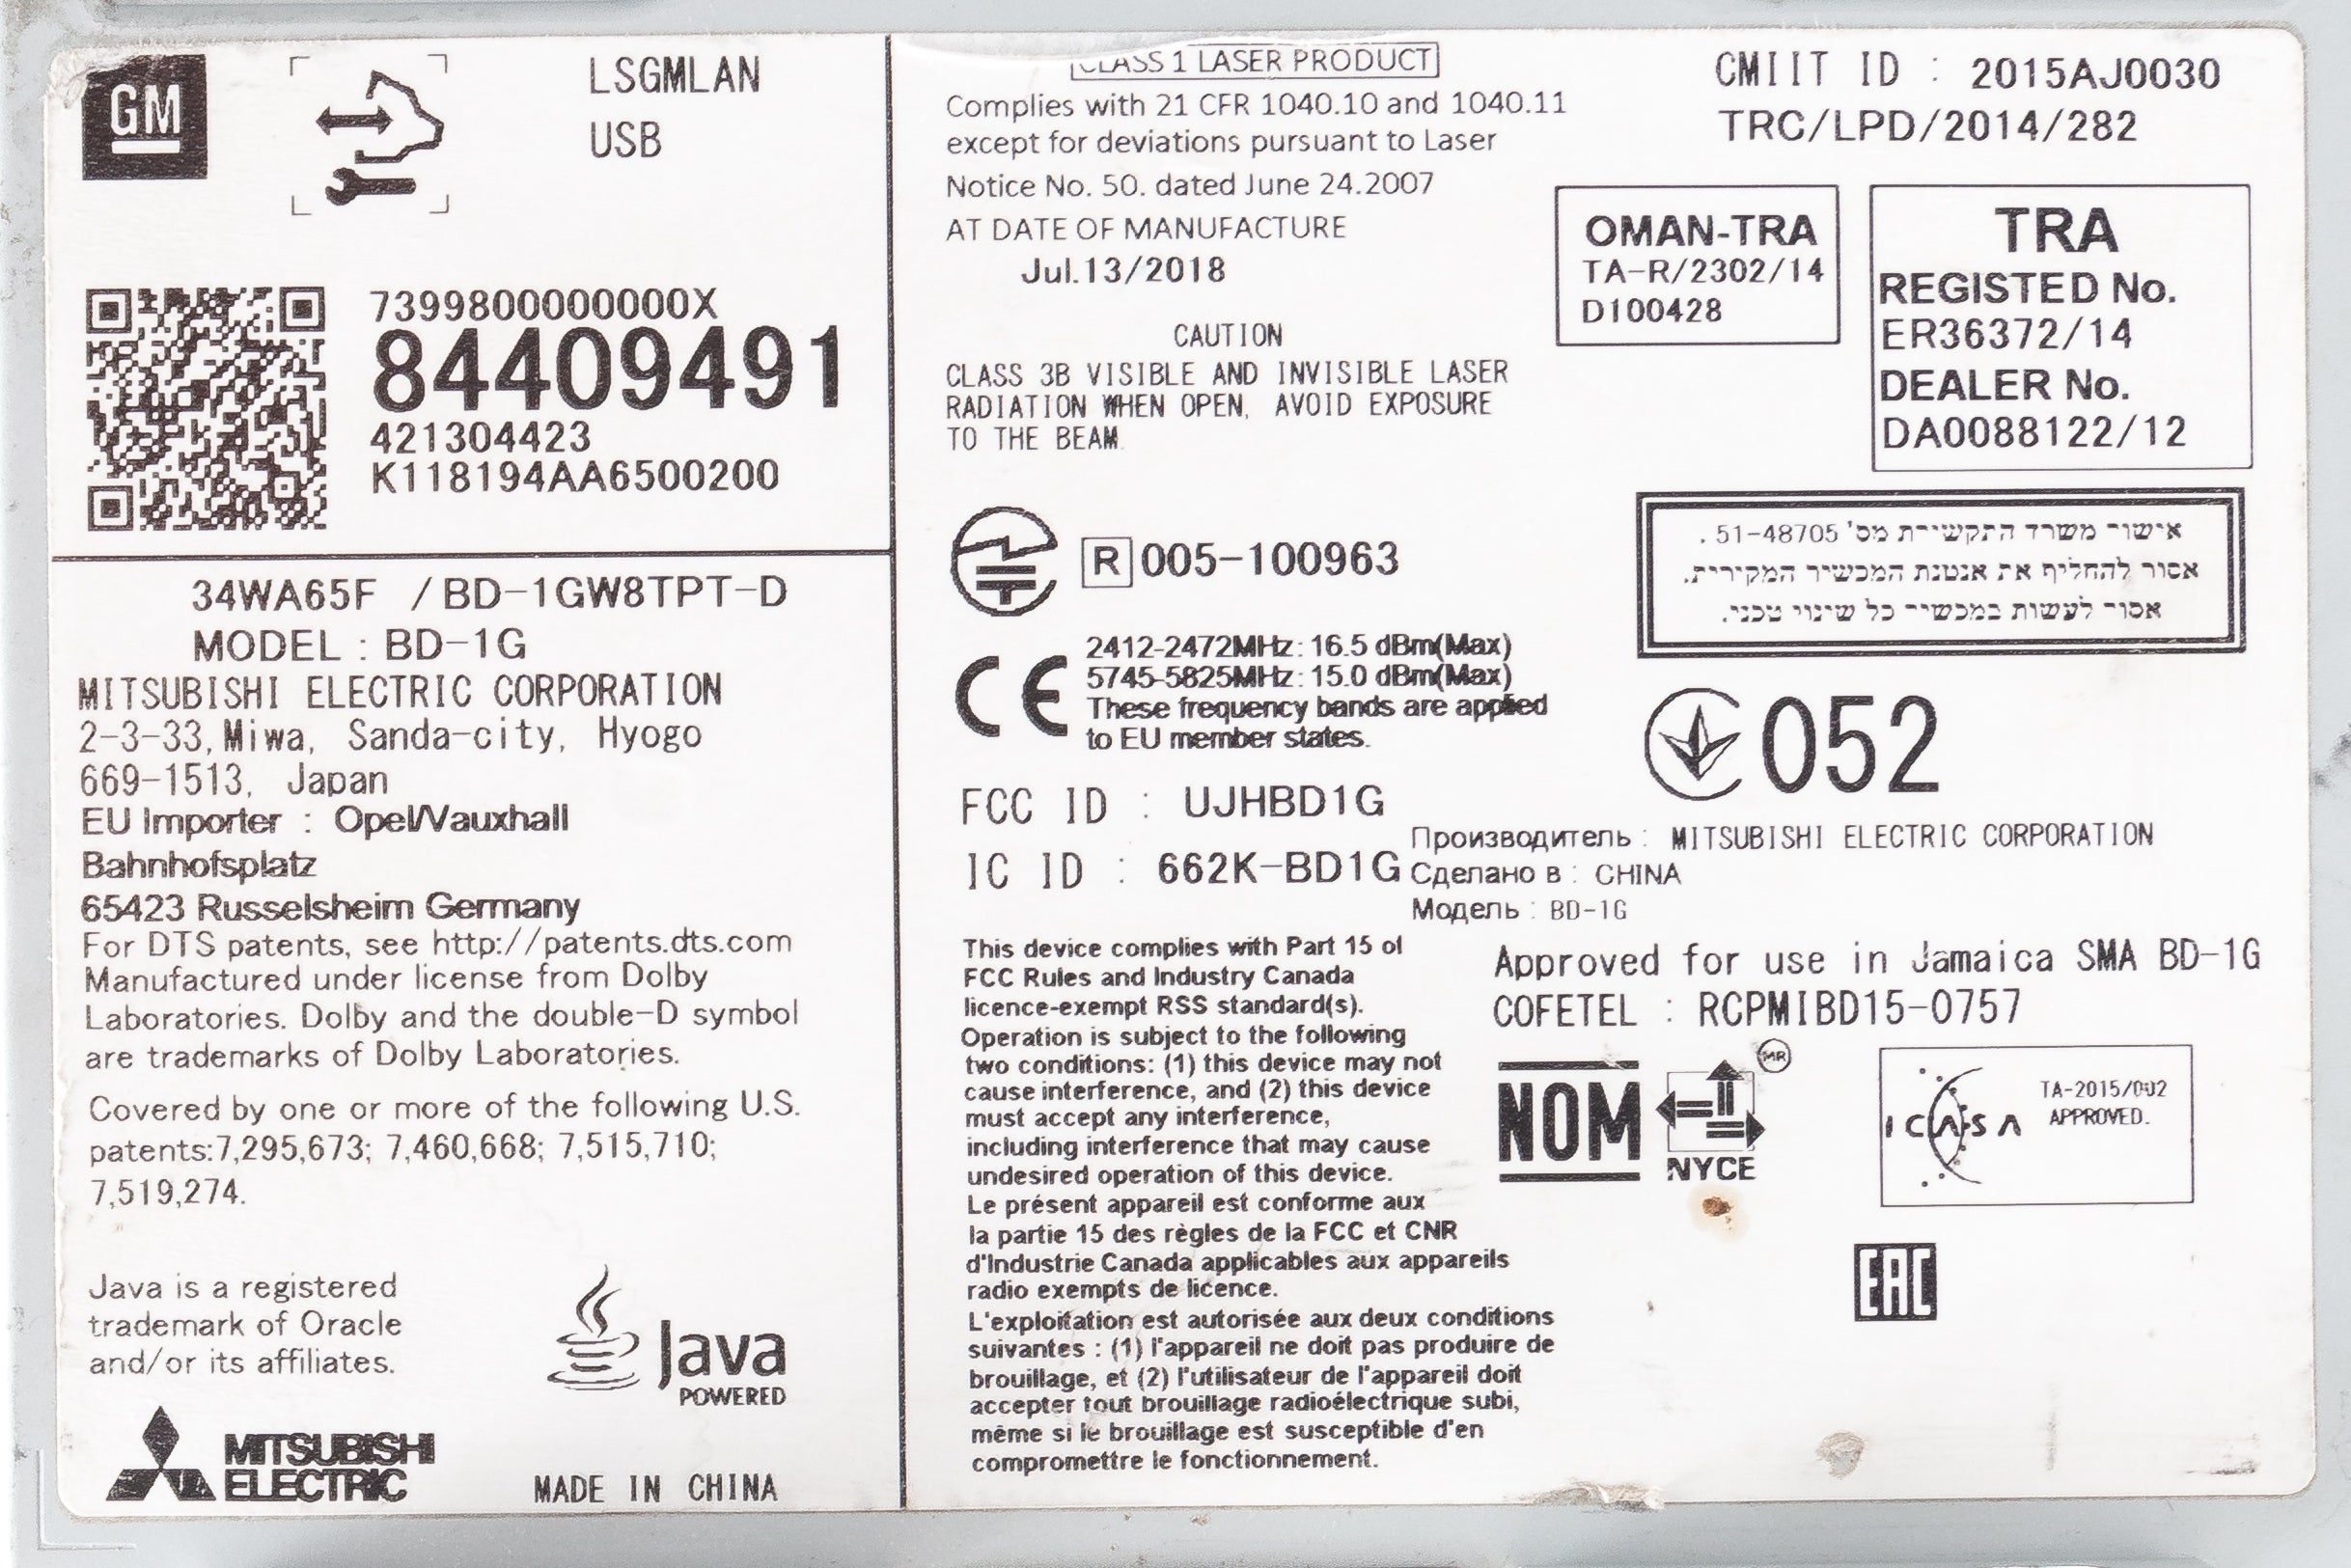 GM
LSGMLAN
USB
7399800000000X
84409491
421304423
K118194AA6500200
34WA65F /BD-1GW8TPT-D
MODEL : BD-1G
MITSUBISHI ELECTRIC CORPORATION
2-3-33, Miwa, Sanda-city, Hyogo
669-1513, Japan
EU Importer : Opel/Vauxhall
Bahnhofsplatz
65423 Russelsheim Germany
For DTS patents, see http://patents.dts.com
Manufactured under license from Dolby
Laboratories. Dolby and the double-D symbol
are trademarks of Dolby Laboratories.
Covered by one or more of the following U.S.
patents:7,295,673; 7,460,668; 7,515,710;
7,519,274.
Java is a registered
trademark of Oracle
and/or its affiliates.
Java
POWERED
MITSUBISHI
ELECTRIC
MADE IN CHINA
CLASS 1 LASER PRODUCT
Complies with 21 CFR 1040.10 and 1040.11
except for deviations pursuant to Laser
Notice No. 50. dated June 24.2007
AT DATE OF MANUFACTURE
Jul.13/2018
CAUTION
CLASS 3B VISIBLE AND INVISIBLE LASER
RADIATION WHEN OPEN, AVOID EXPOSURE
TO THE BEAM.
R 005-100963
CE
2412-2472MHz: 16.5 dBm(Max)
5745-5825MHz: 15.0 dBm(Max)
These frequency bands are applied
to EU member states.
FCC ID : UJHBD1G
IC ID : 662K-BD1G
This device complies with Part 15 of
FCC Rules and Industry Canada
licence-exempt RSS standard(s).
Operation is subject to the following
two conditions: (1) this device may not
cause interference, and (2) this device
must accept any interference,
including interference that may cause
undesired operation of this device.
Le présent appareil est conforme aux
la partie 15 des règles de la FCC et CNR
d'Industrie Canada applicables aux appareils
radio exempts de licence.
L'exploitation est autorisée aux deux conditions
suivantes : (1) l'appareil ne doit pas produire de
brouillage, et (2) l'utilisateur de l'appareil doit
accepter tout brouillage radioélectrique subi,
même si le brouillage est susceptible d'en
compromettre le fonctionnement.
CMIIT ID : 2015AJ0030
TRC/LPD/2014/282
OMAN-TRA
TA-R/2302/14
D100428
TRA
REGISTED No.
ER36372/14
DEALER No.
DA0088122/12
אישור משרד התקשירת מס' 51-48705 .
אסור להחליף את אנטנת המכשיר המקירית.
אסור לעשות במכשיר כל שינוי טכני.
052
Производитель : MITSUBISHI ELECTRIC CORPORATION
Сделано в : CHINA
Модель : BD-1G
Approved for use in Jamaica SMA BD-1G
COFETEL : RCPMIBD15-0757
NOM
MR
NYCE
ICASA
TA-2015/002
APPROVED.
EAC